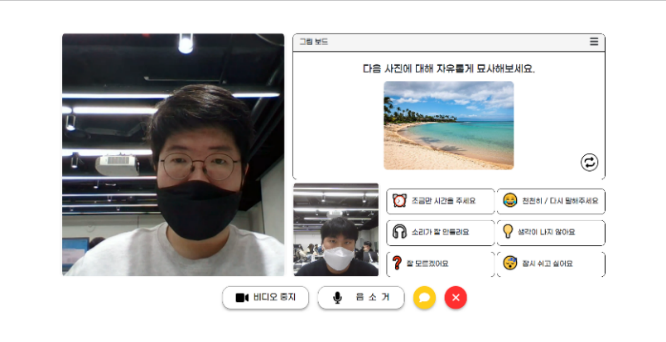 그림 보드
다음 사진에 대해 자유롭게 묘사해보세요.
조금만 시간을 주세요
천천히 / 다시 말해주세요
소리가 잘 안들려요
생각이 나지 않아요
잘 모르겠어요
잠시 쉬고 싶어요
비디오 중지
음 소 거